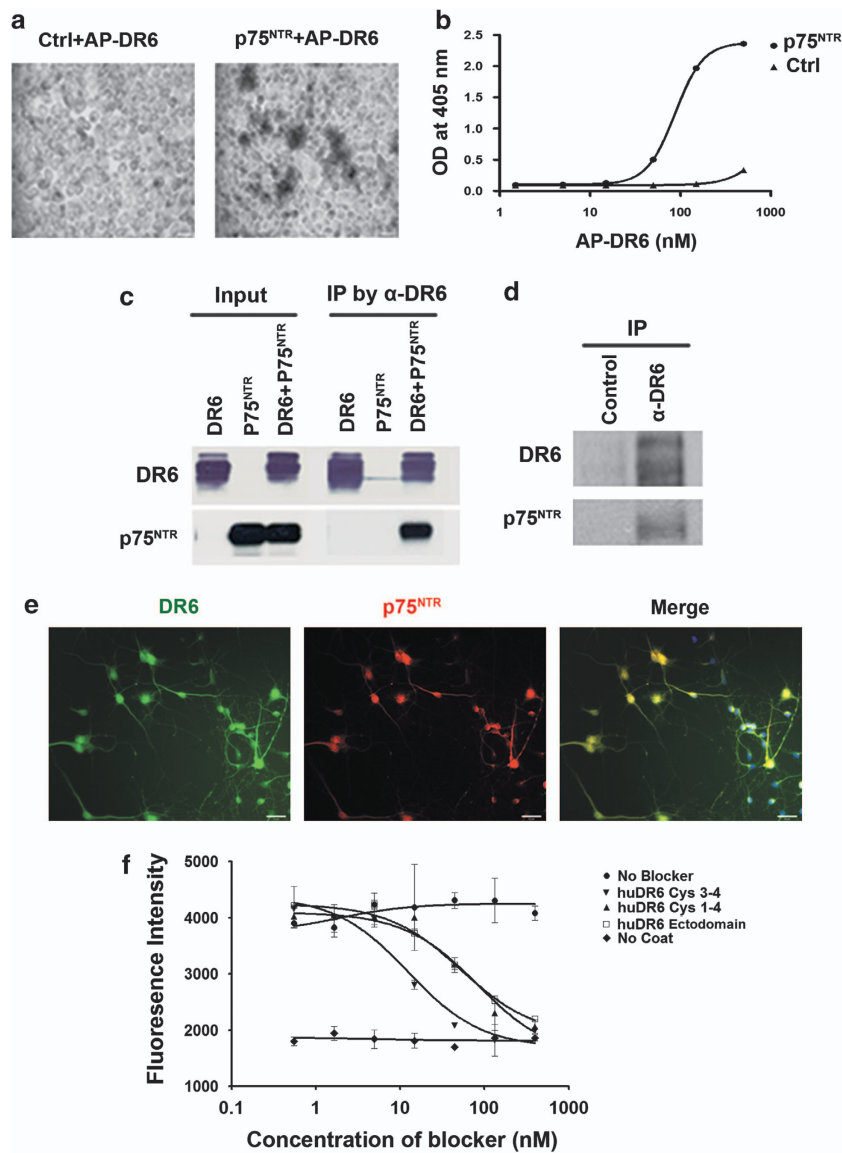 a
Ctrl+AP-DR6
p75NTR+AP-DR6
b
OD at 405 nm
2.5
2.0
1.5
1.0
0.5
0.0
1
10
100
1000
AP-DR6 (nM)
p75NTR
Ctrl
c
Input
IP by α-DR6
DR6
P75NTR
DR6+P75NTR
DR6
P75NTR
DR6+P75NTR
DR6
p75NTR
d
IP
Control
α-DR6
DR6
p75NTR
e
DR6
p75NTR
Merge
f
Fluoresence Intensity
5000
4000
3000
2000
1000
0.1
1
10
100
1000
Concentration of blocker (nM)
No Blocker
huDR6 Cys 3-4
huDR6 Cys 1-4
huDR6 Ectodomain
No Coat